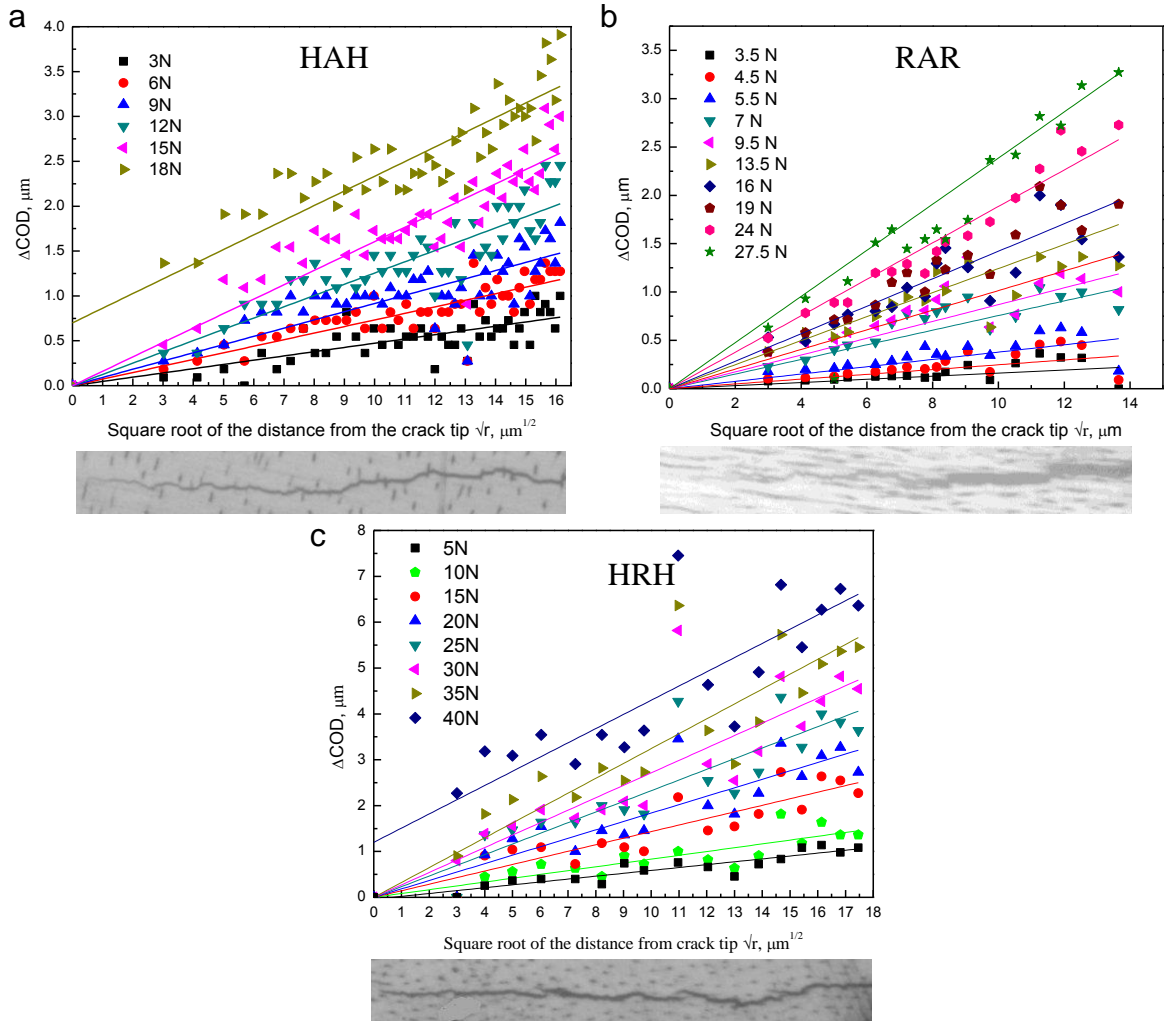 a
HAH
3N
6N
9N
12N
15N
18N
4.0
3.5
3.0
2.5
2.0
1.5
1.0
0.5
0.0
ΔCOD, μm
0 1 2 3 4 5 6 7 8 9 10 11 12 13 14 15 16
Square root of the distance from the crack tip √r, μm1/2
b
RAR
3.5 N
4.5 N
5.5 N
7 N
9.5 N
13.5 N
16 N
19 N
24 N
27.5 N
3.5
3.0
2.5
2.0
1.5
1.0
0.5
0.0
ΔCOD, μm
0 2 4 6 8 10 12 14
Square root of the distance from the crack tip √r, μm
c
HRH
5N
10N
15N
20N
25N
30N
35N
40N
8
7
6
5
4
3
2
1
0
ΔCOD, μm
0 1 2 3 4 5 6 7 8 9 10 11 12 13 14 15 16 17 18
Square root of the distance from crack tip √r, μm1/2